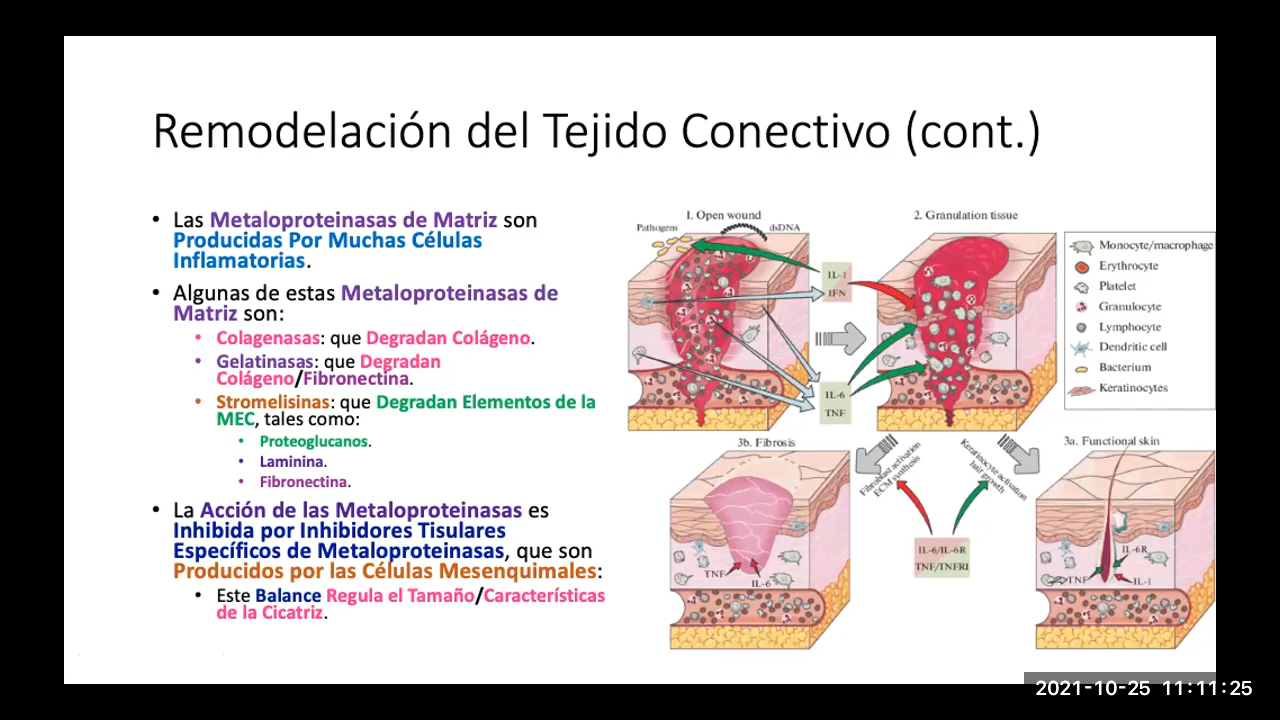 Remodelación del Tejido Conectivo (cont.)
• Las Metaloproteinasas de Matriz son
Producidas Por Muchas Células
Inflamatorias.
• Algunas de estas Metaloproteinasas de
Matriz son:
• Colagenasas: que Degradan Colágeno.
• Gelatinasas: que Degradan
Colágeno/Fibronectina.
• Stromelisinas: que Degradan Elementos de la
MEC, tales como:
• Proteoglucanos.
• Laminina.
• Fibronectina.
• La Acción de las Metaloproteinasas es
Inhibida por Inhibidores Tisulares
Específicos de Metaloproteinasas, que son
Producidos por las Células Mesenquimales:
• Este Balance Regula el Tamaño/Características
de la Cicatriz.
1. Open wound
Pathogens
dsDNA
IL-1
IFN
IL-6
TNF
2. Granulation tissue
Monocyte/macrophage
Erythrocyte
Platelet
Granulocyte
Lymphocyte
Dendritic cell
Bacterium
Keratinocytes
3b. Fibrosis
TNF
IL-6
Fibroblast activation
ECM synthesis
Keratinocyte activation
hair growth
IL-6/IL-6R
TNF/TNFRI
3a. Functional skin
IL-6R
TNF
IL-1
2021-10-25 11:11:25